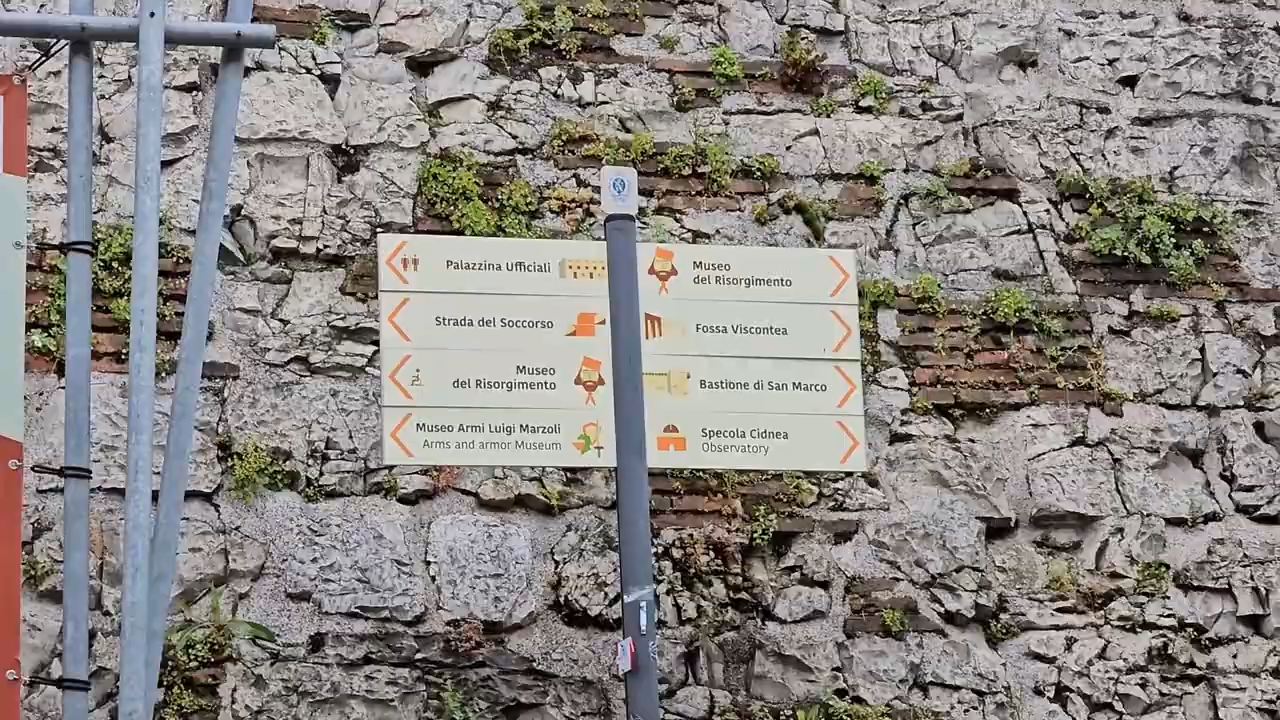 Palazzina Ufficiali
Strada del Soccorso
Museo
del Risorgimento
Museo Armi Luigi Marzoli
Arms and armor Museum
Museo
del Risorgimento
Fossa Viscontea
Bastione di San Marco
Specola Cidnea
Observatory